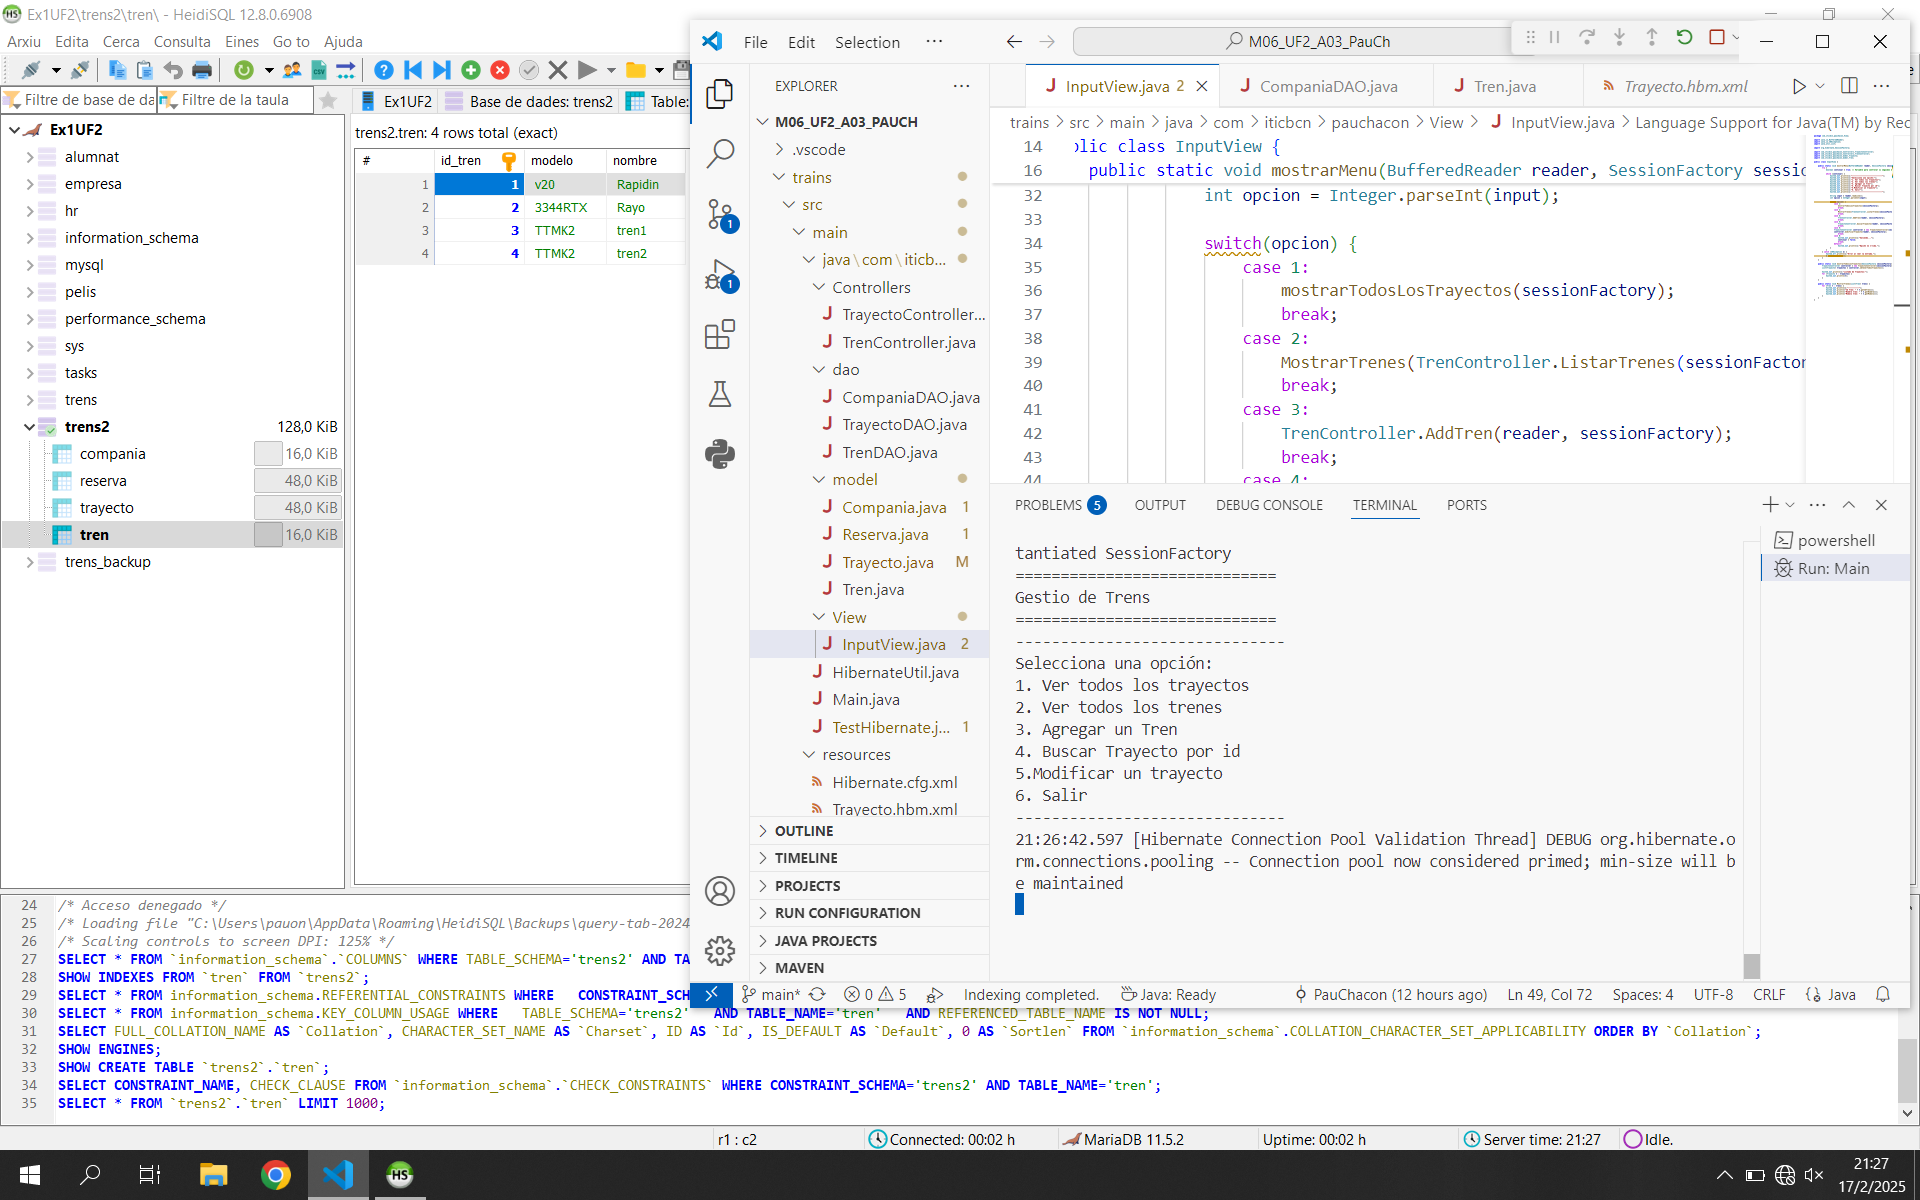 Ex1UF2\trens2\tren\ - HeidiSQL 12.8.0.6908
Arxiu Edita Cerca Consulta Eines Go to Ajuda
Filtre de base de da Filtre de la taula
Ex1UF2 Base de dades: trens2 Table:
Ex1UF2
alumnat
empresa
hr
information_schema
mysql
pelis
performance_schema
sys
tasks
trens
trens2 128,0 KiB
compania 16,0 KiB
reserva 48,0 KiB
trayecto 48,0 KiB
tren 16,0 KiB
trens_backup
trens2.tren: 4 rows total (exact)
# id_tren modelo nombre
1 1 v20 Rapidin
2 2 3344RTX Rayo
3 3 TTMK2 tren1
4 4 TTMK2 tren2
File Edit Selection ···
M06_UF2_A03_PauCh
EXPLORER
M06_UF2_A03_PAUCH
.vscode
trains
src
main
java\com\iticb...
Controllers
TrayectoController...
TrenController.java
dao
CompaniaDAO.java
TrayectoDAO.java
TrenDAO.java
model
Compania.java 1
Reserva.java 1
Trayecto.java M
Tren.java
View
InputView.java 2
HibernateUtil.java
Main.java
TestHibernate.j... 1
resources
Hibernate.cfg.xml
Trayecto.hbm.xml
OUTLINE
TIMELINE
PROJECTS
RUN CONFIGURATION
JAVA PROJECTS
MAVEN
1
1
InputView.java 2 CompaniaDAO.java Tren.java Trayecto.hbm.xml
trains > src > main > java > com > iticbcn > pauchacon > View > InputView.java > Language Support for Java(TM) by Rec
14 olic class InputView {
16 public static void mostrarMenu(BufferedReader reader, SessionFactory sessio
32 int opcion = Integer.parseInt(input);
33
34 switch(opcion) {
35 case 1:
36 mostrarTodosLosTrayectos(sessionFactory);
37 break;
38 case 2:
39 MostrarTrenes(TrenController.ListarTrenes(sessionFactor
40 break;
41 case 3:
42 TrenController.AddTren(reader, sessionFactory);
43 break;
44 case 4:
PROBLEMS 5 OUTPUT DEBUG CONSOLE TERMINAL PORTS
powershell
Run: Main
tantiated SessionFactory
=============================
Gestio de Trens
=============================
------------------------------
Selecciona una opción:
1. Ver todos los trayectos
2. Ver todos los trenes
3. Agregar un Tren
4. Buscar Trayecto por id
5.Modificar un trayecto
6. Salir
------------------------------
21:26:42.597 [Hibernate Connection Pool Validation Thread] DEBUG org.hibernate.o
rm.connections.pooling -- Connection pool now considered primed; min-size will b
e maintained
main* 0 5 Indexing completed. Java: Ready PauChacon (12 hours ago) Ln 49, Col 72 Spaces: 4 UTF-8 CRLF Java
24 /* Acceso denegado */
25 /* Loading file "C:\Users\pauon\AppData\Roaming\HeidiSQL\Backups\query-tab-2024
26 /* Scaling controls to screen DPI: 125% */
27 SELECT * FROM `information_schema`.`COLUMNS` WHERE TABLE_SCHEMA='trens2' AND TA
28 SHOW INDEXES FROM `tren` FROM `trens2`;
29 SELECT * FROM information_schema.REFERENTIAL_CONSTRAINTS WHERE CONSTRAINT_SCH
30 SELECT * FROM information_schema.KEY_COLUMN_USAGE WHERE TABLE_SCHEMA='trens2' AND TABLE_NAME='tren' AND REFERENCED_TABLE_NAME IS NOT NULL;
31 SELECT FULL_COLLATION_NAME AS `Collation`, CHARACTER_SET_NAME AS `Charset`, ID AS `Id`, IS_DEFAULT AS `Default`, 0 AS `Sortlen` FROM `information_schema`.COLLATION_CHARACTER_SET_APPLICABILITY ORDER BY `Collation`;
32 SHOW ENGINES;
33 SHOW CREATE TABLE `trens2`.`tren`;
34 SELECT CONSTRAINT_NAME, CHECK_CLAUSE FROM `information_schema`.`CHECK_CONSTRAINTS` WHERE CONSTRAINT_SCHEMA='trens2' AND TABLE_NAME='tren';
35 SELECT * FROM `trens2`.`tren` LIMIT 1000;
r1 : c2 Connected: 00:02 h MariaDB 11.5.2 Uptime: 00:02 h Server time: 21:27 Idle.
HS
21:27
17/2/2025